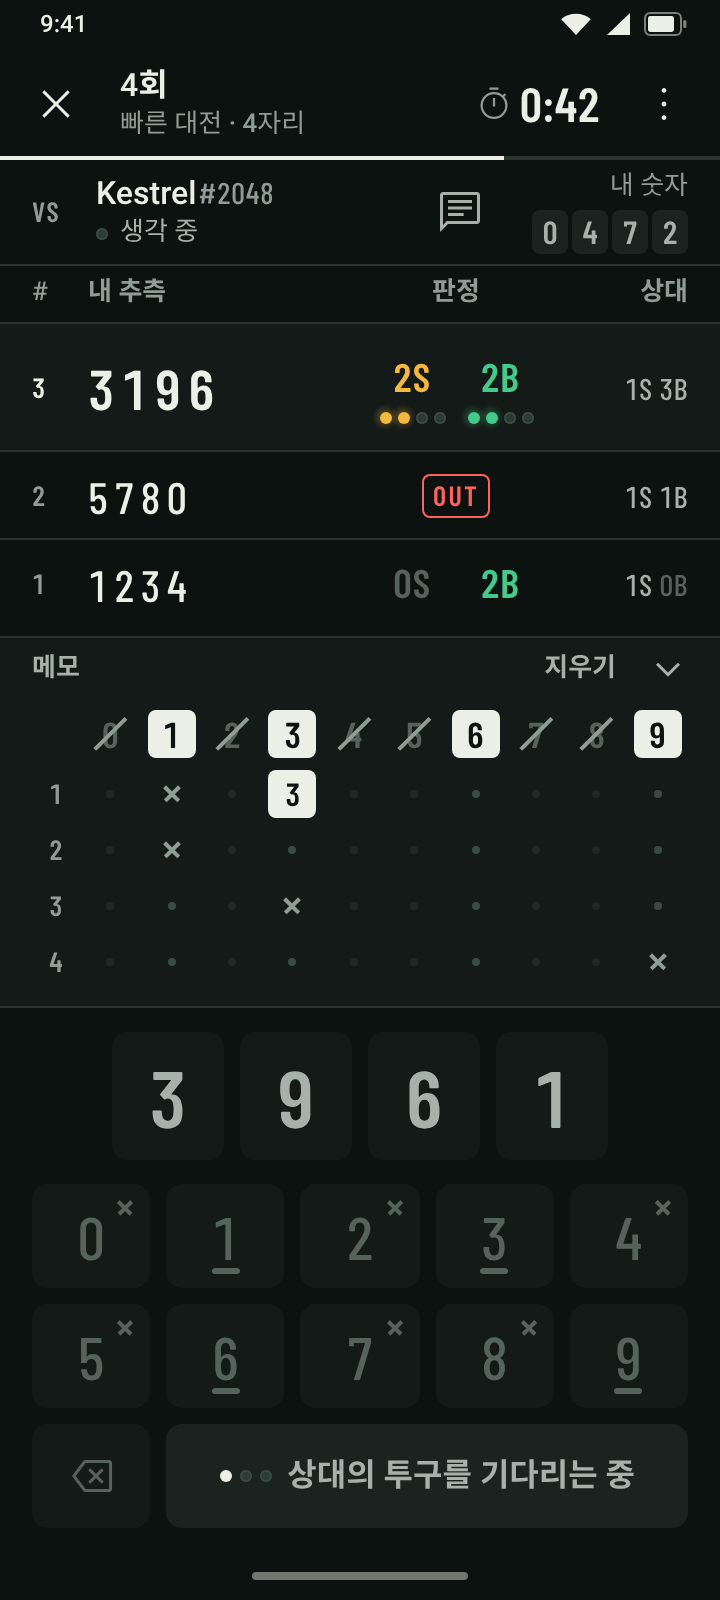 9:41
4회
빠른 대전 · 4자리
0:42
VS
Kestrel#2048
생각 중
내 숫자
0 4 7 2
# 내 추측 판정 상대
3 3196 2S 2B 1S 3B
2 5780 OUT 1S 1B
1 1234 0S 2B 1S 0B
메모 지우기
0 1 2 3 4 5 6 7 8 9
1 × 3
2 ×
3 ×
4 ×
3 9 6 1
0 × 1 2 × 3 4 ×
5 × 6 7 × 8 × 9
상대의 투구를 기다리는 중